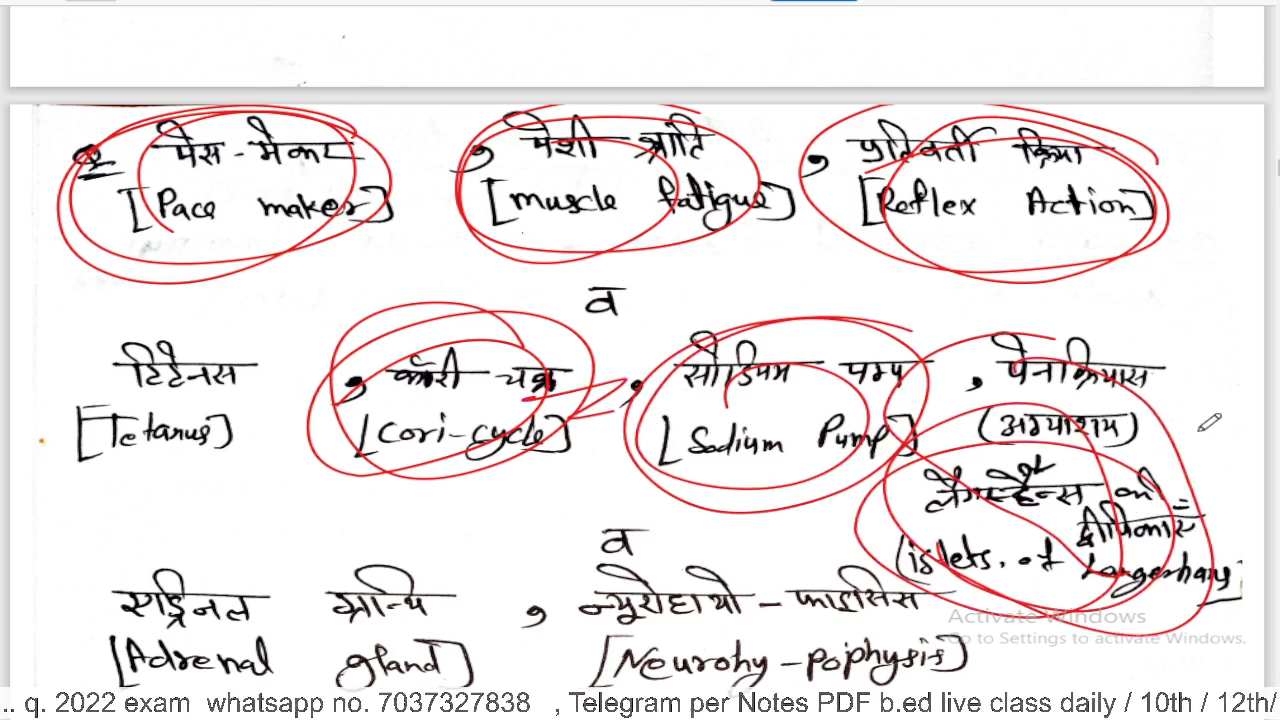 पेस-मेकर , पेशी श्रांति , प्रतिवर्ती क्रिया
[Pace maker] [muscle fatigue] [Reflex Action]
व
टिटैनस , कॉरी चक्र , सोडियम पम्प , पैनक्रियास
[Tetanus] [Cori-cycle] [Sodium Pump] (अग्न्याशय)
लैंगरहैन्स की
द्वीपिकाएं
(islets. of Langerhans]
व
एड्रिनल ग्रन्थि , न्यूरोहायपो-फाइसिस
[Adrenal gland] [Neurohy-pophysis]
Activate Windows
Go to Settings to activate Windows.
.. q. 2022 exam whatsapp no. 7037327838 , Telegram per Notes PDF b.ed live class daily / 10th / 12th/